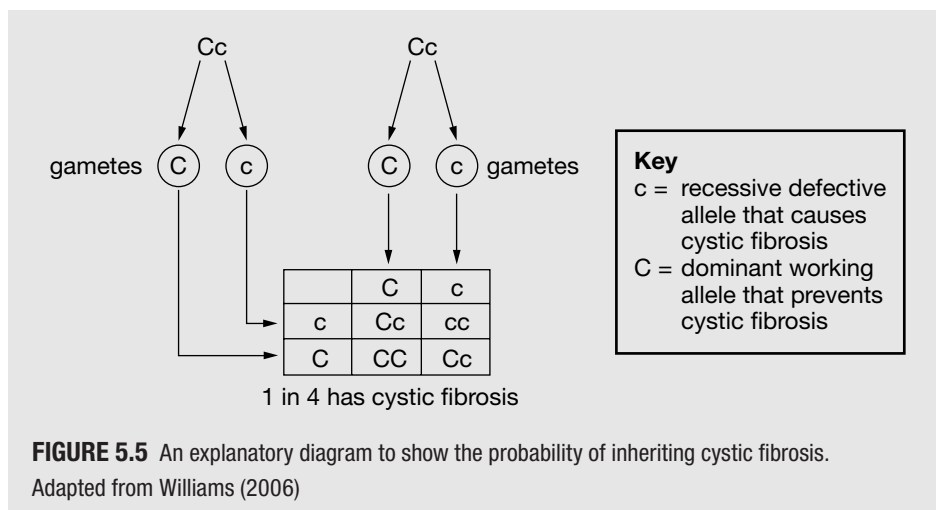 Cc Cc
gametes C c C c gametes
Key
c = recessive defective
allele that causes
cystic fibrosis
C = dominant working
allele that prevents
cystic fibrosis
C c
c Cc cc
C CC Cc
1 in 4 has cystic fibrosis
FIGURE 5.5 An explanatory diagram to show the probability of inheriting cystic fibrosis.
Adapted from Williams (2006)